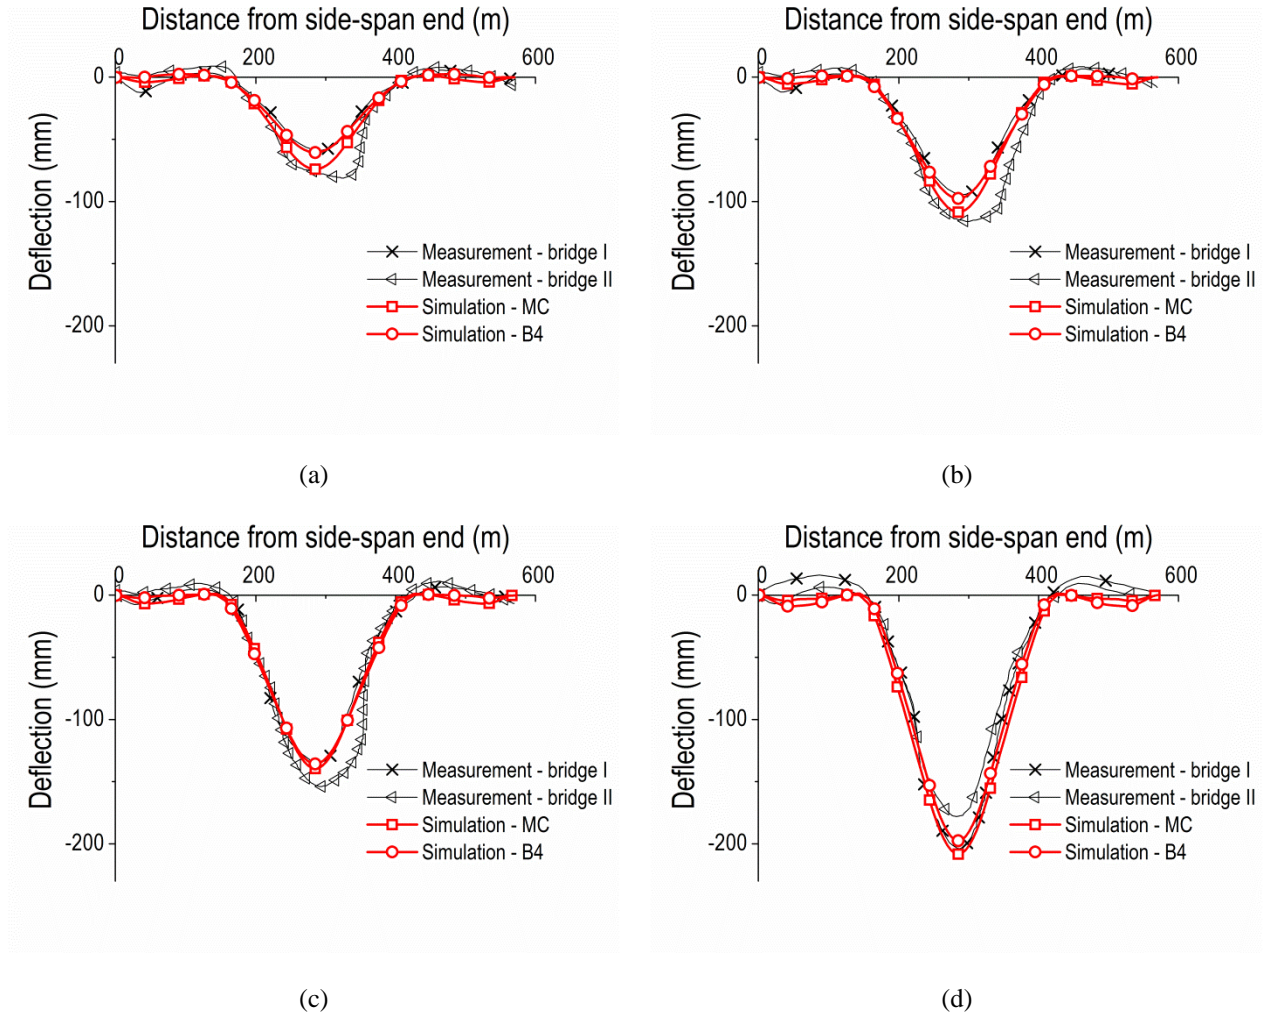 Distance from side-span end (m)
0 200 400 600
0
-100
-200
Deflection (mm)
Measurement - bridge I
Measurement - bridge II
Simulation - MC
Simulation - B4
(a)
Distance from side-span end (m)
0 200 400 600
0
-100
-200
Deflection (mm)
Measurement - bridge I
Measurement - bridge II
Simulation - MC
Simulation - B4
(b)
Distance from side-span end (m)
0 200 400 600
0
-100
-200
Deflection (mm)
Measurement - bridge I
Measurement - bridge II
Simulation - MC
Simulation - B4
(c)
Distance from side-span end (m)
0 200 400 600
0
-100
-200
Deflection (mm)
Measurement - bridge I
Measurement - bridge II
Simulation - MC
Simulation - B4
(d)